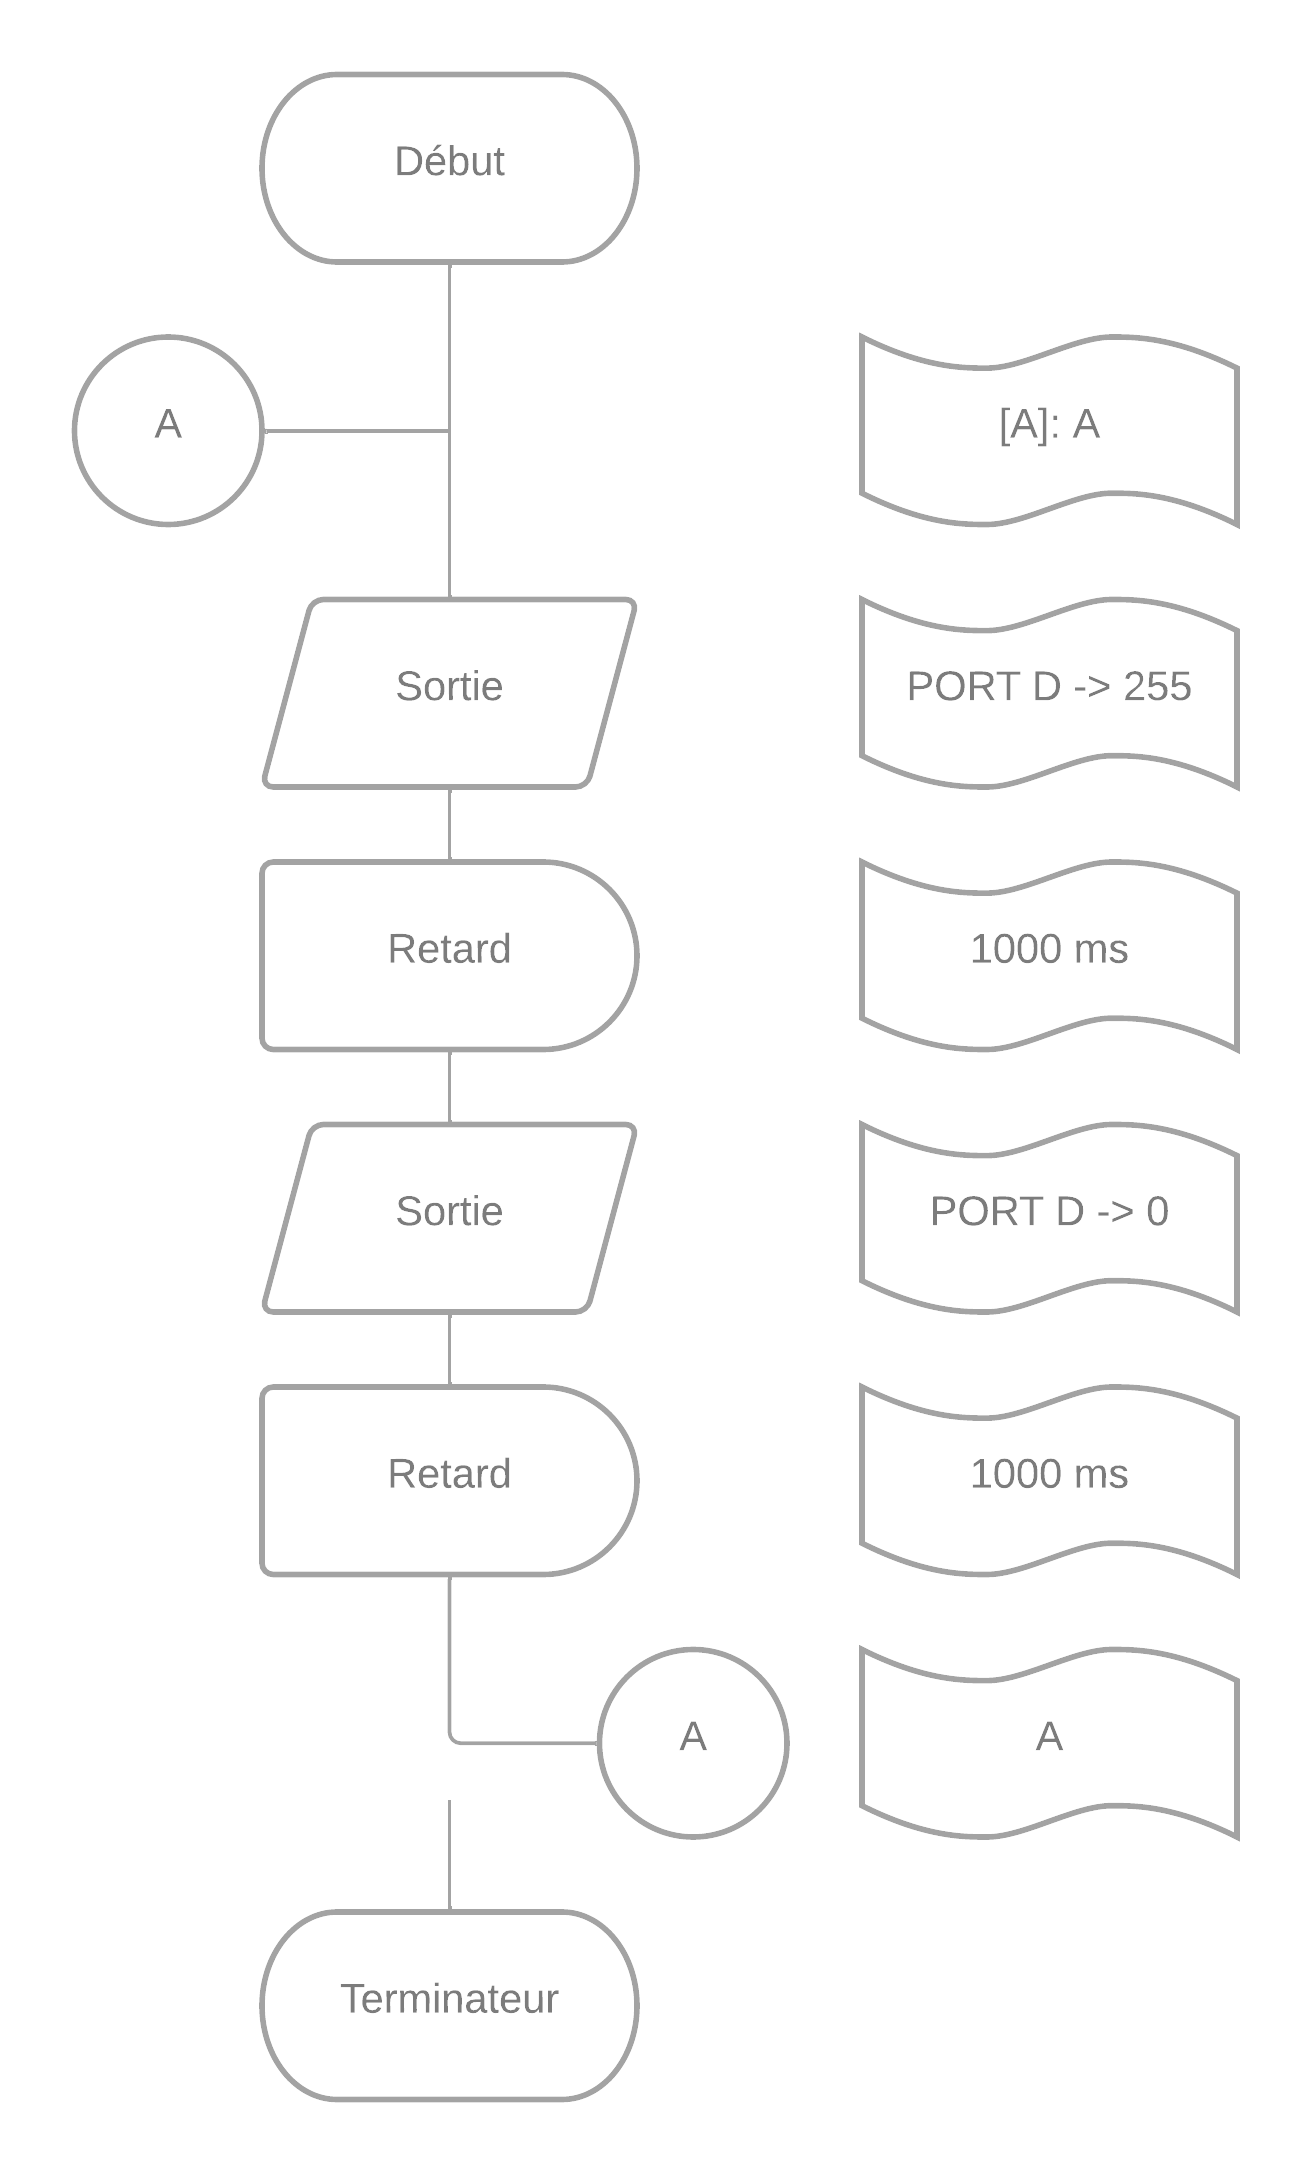 Début
A
[A]: A
Sortie
PORT D -> 255
Retard
1000 ms
Sortie
PORT D -> 0
Retard
1000 ms
A
A
Terminateur